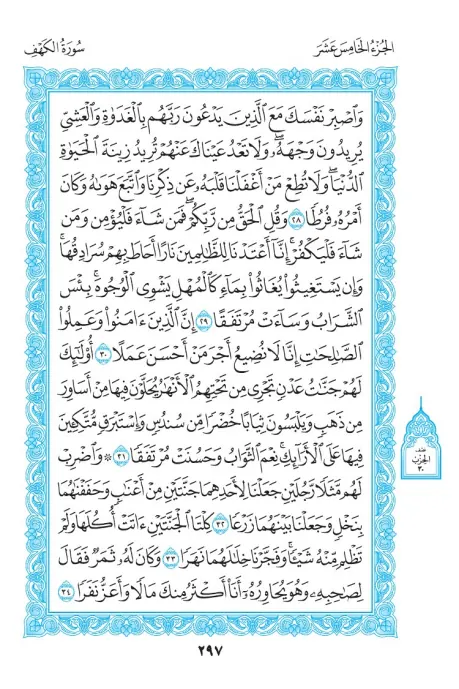 الجزء الخامس عشر
سورة الكهف
وَٱصْبِرْ نَفْسَكَ مَعَ ٱلَّذِينَ يَدْعُونَ رَبَّهُم بِٱلْغَدَوٰةِ وَٱلْعَشِىِّ
يُرِيدُونَ وَجْهَهُۥ ۖ وَلَا تَعْدُ عَيْنَاكَ عَنْهُمْ تُرِيدُ زِينَةَ ٱلْحَيَوٰةِ
ٱلدُّنْيَا ۖ وَلَا تُطِعْ مَنْ أَغْفَلْنَا قَلْبَهُۥ عَن ذِكْرِنَا وَٱتَّبَعَ هَوَىٰهُ وَكَانَ
أَمْرُهُۥ فُرُطًا ٢٨ وَقُلِ ٱلْحَقُّ مِن رَّبِّكُمْ ۖ فَمَن شَآءَ فَلْيُؤْمِن وَمَن
شَآءَ فَلْيَكْفُرْ ۚ إِنَّآ أَعْتَدْنَا لِلظَّٰلِمِينَ نَارًا أَحَاطَ بِهِمْ سُرَادِقُهَا ۚ
وَإِن يَسْتَغِيثُوا۟ يُغَاثُوا۟ بِمَآءٍ كَٱلْمُهْلِ يَشْوِى ٱلْوُجُوهَ ۚ بِئْسَ
ٱلشَّرَابُ وَسَآءَتْ مُرْتَفَقًا ٢٩ إِنَّ ٱلَّذِينَ ءَامَنُوا۟ وَعَمِلُوا۟
ٱلصَّٰلِحَٰتِ إِنَّا لَا نُضِيعُ أَجْرَ مَنْ أَحْسَنَ عَمَلًا ٣٠ أُو۟لَٰٓئِكَ
لَهُمْ جَنَّٰتُ عَدْنٍ تَجْرِى مِن تَحْتِهِمُ ٱلْأَنْهَٰرُ يُحَلَّوْنَ فِيهَا مِنْ أَسَاوِرَ
مِن ذَهَبٍ وَيَلْبَسُونَ ثِيَابًا خُضْرًا مِّن سُندُسٍ وَإِسْتَبْرَقٍ مُّتَّكِـِٔينَ
فِيهَا عَلَى ٱلْأَرَآئِكِ ۚ نِعْمَ ٱلثَّوَابُ وَحَسُنَتْ مُرْتَفَقًا ٣١ ۞ وَٱضْرِبْ
لَهُم مَّثَلًا رَّجُلَيْنِ جَعَلْنَا لِأَحَدِهِمَا جَنَّتَيْنِ مِنْ أَعْنَٰبٍ وَحَفَفْنَٰهُمَا
بِنَخْلٍ وَجَعَلْنَا بَيْنَهُمَا زَرْعًا ٣٢ كِلْتَا ٱلْجَنَّتَيْنِ ءَاتَتْ أُكُلَهَا وَلَمْ
تَظْلِم مِّنْهُ شَيْـًٔا ۚ وَفَجَّرْنَا خِلَٰلَهُمَا نَهَرًا ٣٣ وَكَانَ لَهُۥ ثَمَرٌ فَقَالَ
لِصَٰحِبِهِۦ وَهُوَ يُحَاوِرُهُۥٓ أَنَا۠ أَكْثَرُ مِنكَ مَالًا وَأَعَزُّ نَفَرًا ٣٤
نصف
الحزب
٣٠
٢٩٧